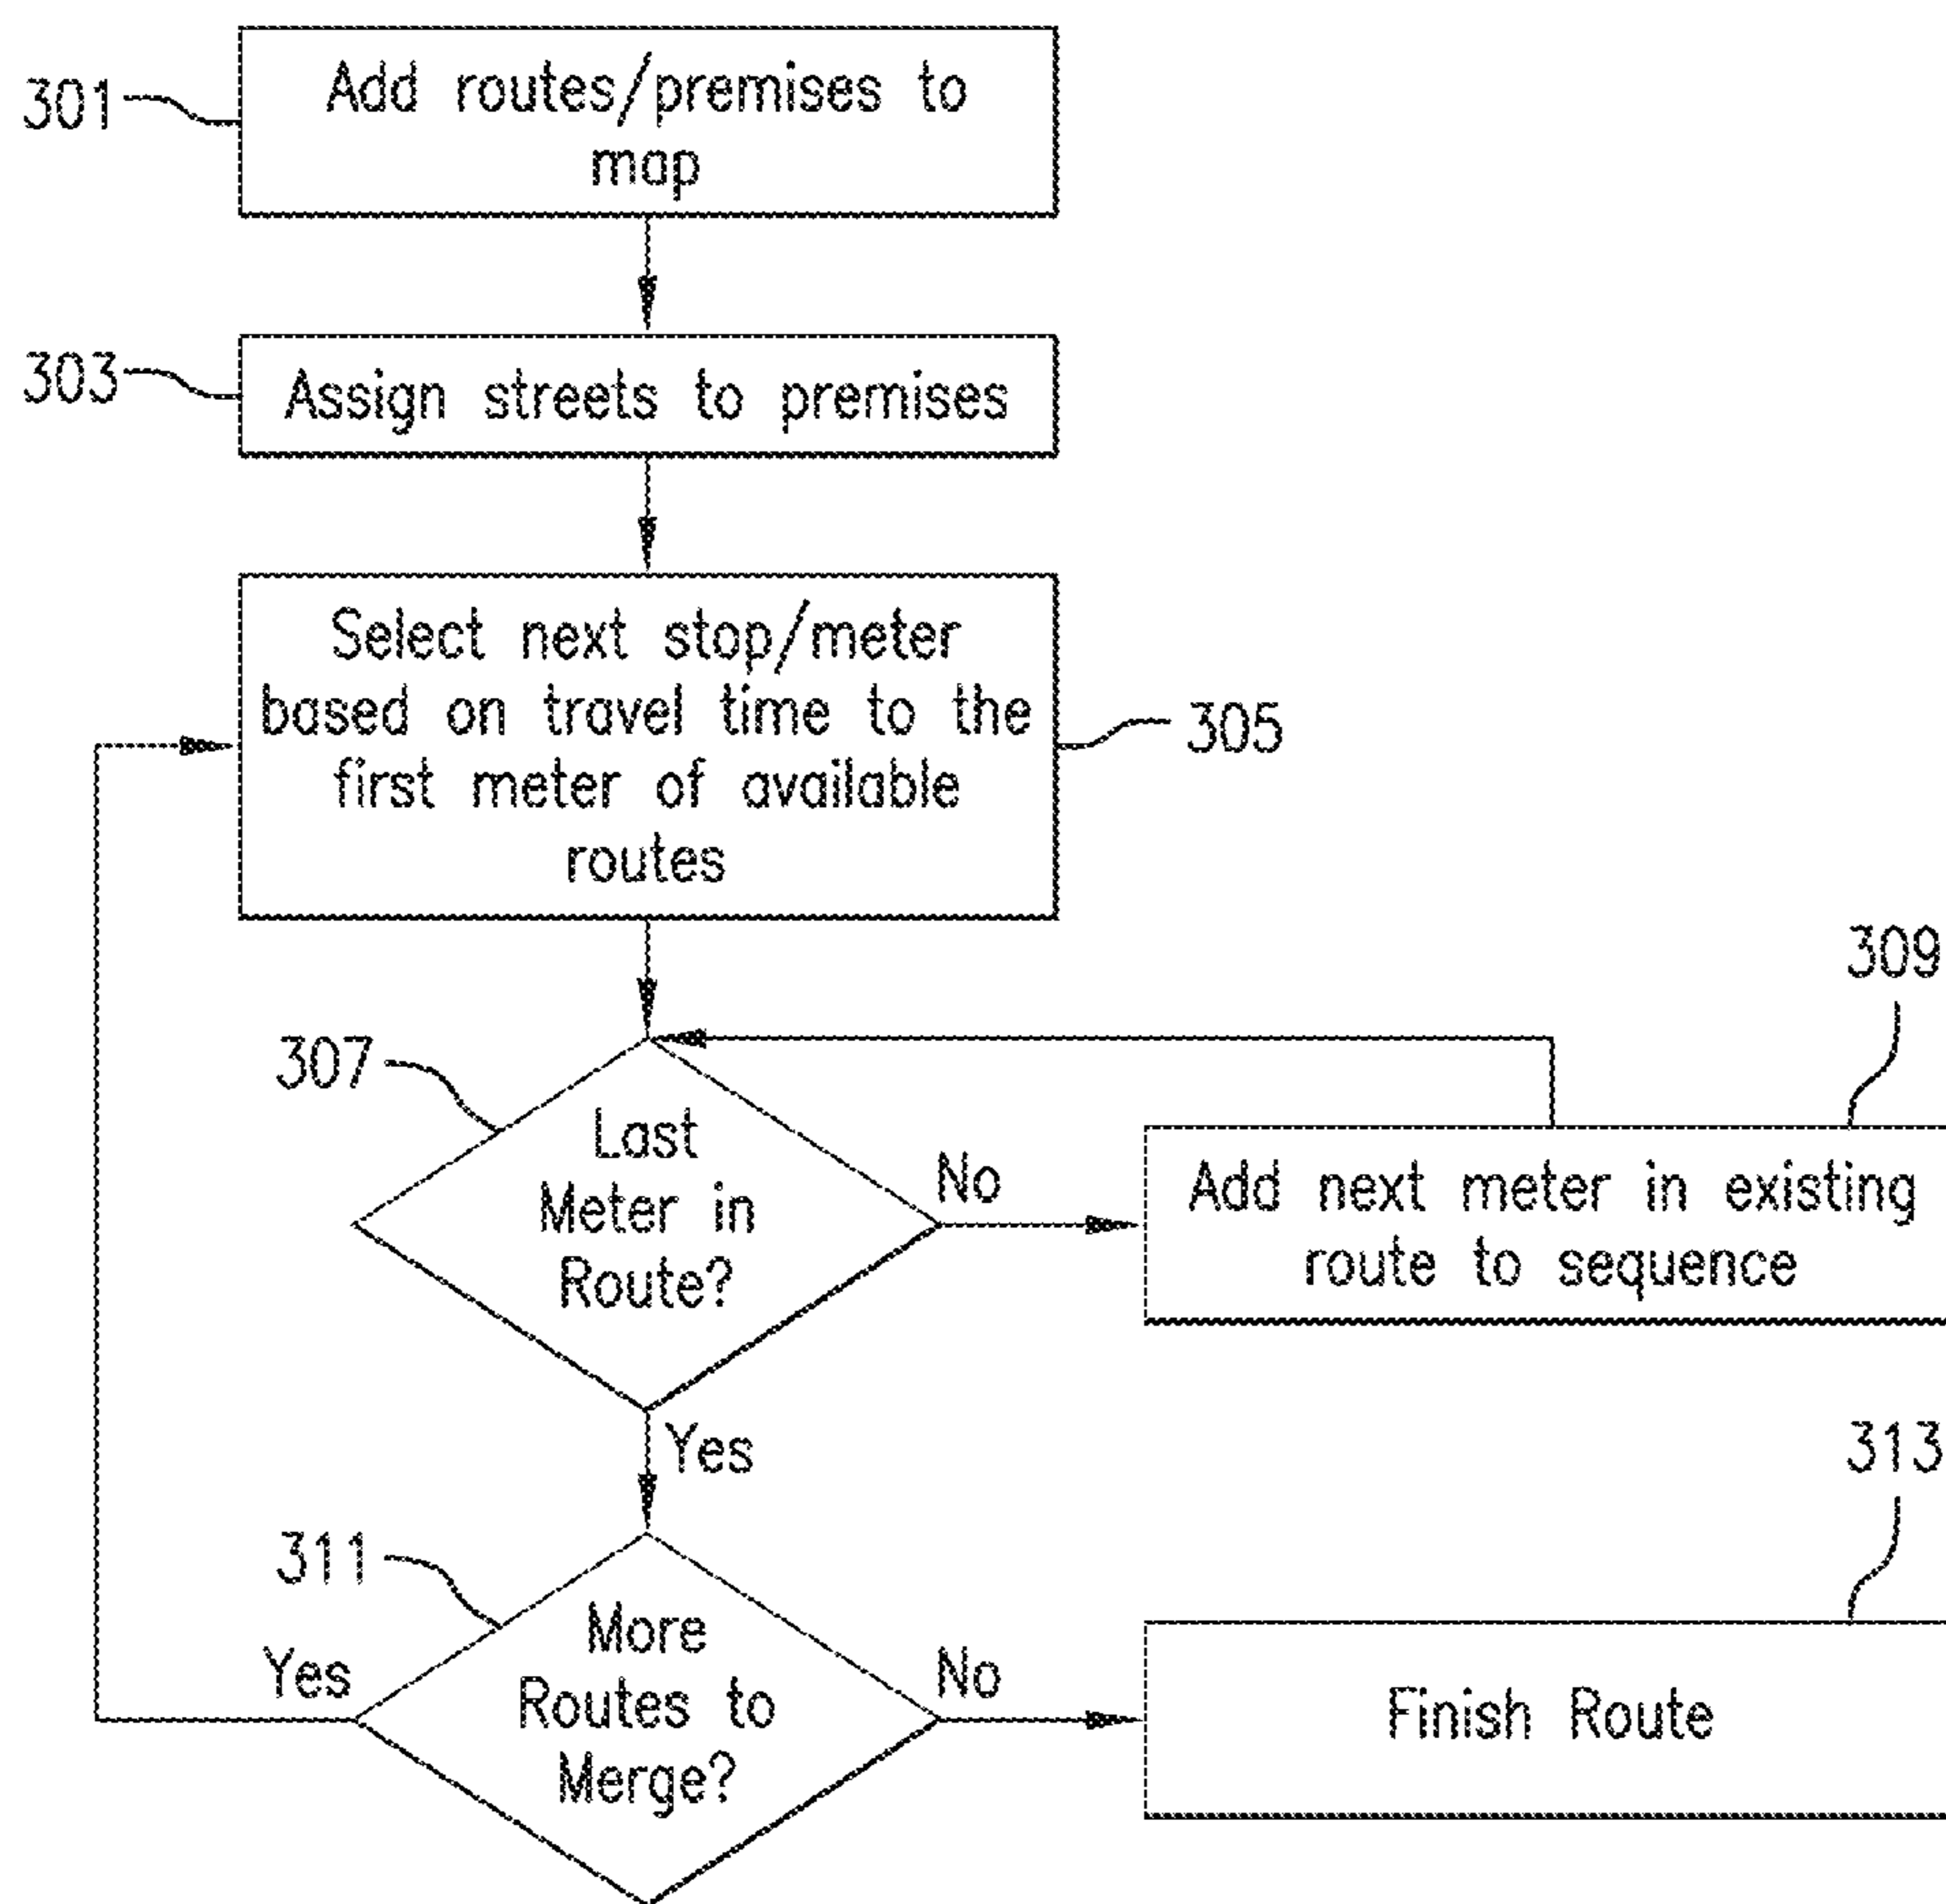 301
Add routes/premises to
map
303
Assign streets to premises
Select next stop/meter
based on travel time to the
first meter of available
routes
305
309
307
Last
Meter in
Route?
No
Add next meter in existing
route to sequence
Yes
313
311
More
Routes to
Merge?
Yes
No
Finish Route